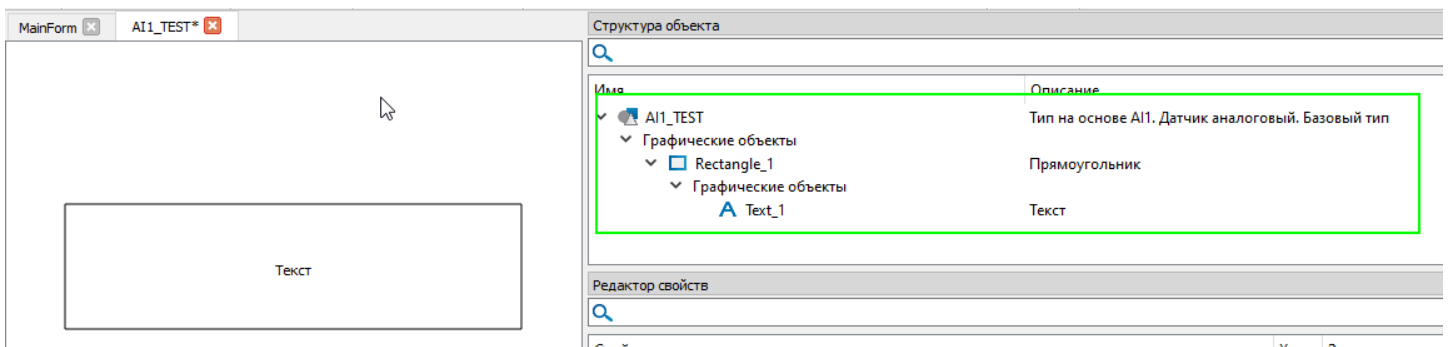 MainForm
AI1_TEST*
Структура объекта
Имя Описание
AI1_TEST Тип на основе AI1. Датчик аналоговый. Базовый тип
Графические объекты
Rectangle_1 Прямоугольник
Графические объекты
Text_1 Текст
Текст
Редактор свойств